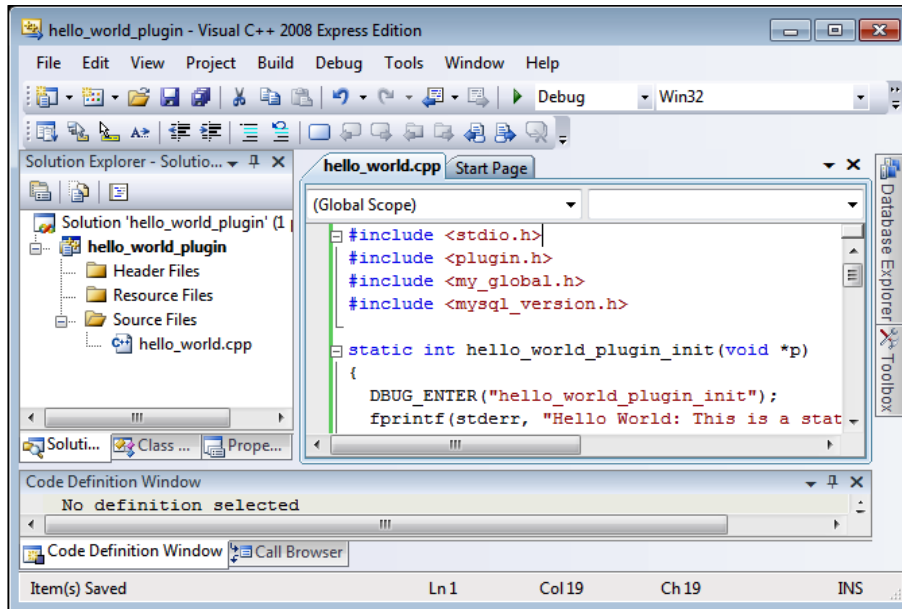 hello_world_plugin - Visual C++ 2008 Express Edition
File Edit View Project Build Debug Tools Window Help
Debug Win32
Solution Explorer - Solutio...
hello_world.cpp Start Page
(Global Scope)
Solution 'hello_world_plugin' (1
hello_world_plugin
Header Files
Resource Files
Source Files
hello_world.cpp
#include <stdio.h>
#include <plugin.h>
#include <my_global.h>
#include <mysql_version.h>
static int hello_world_plugin_init(void *p)
{
DBUG_ENTER("hello_world_plugin_init");
fprintf(stderr, "Hello World: This is a stat
Database Explorer
Toolbox
Soluti... Class ... Prope...
Code Definition Window
No definition selected
Code Definition Window Call Browser
Item(s) Saved Ln 1 Col 19 Ch 19 INS